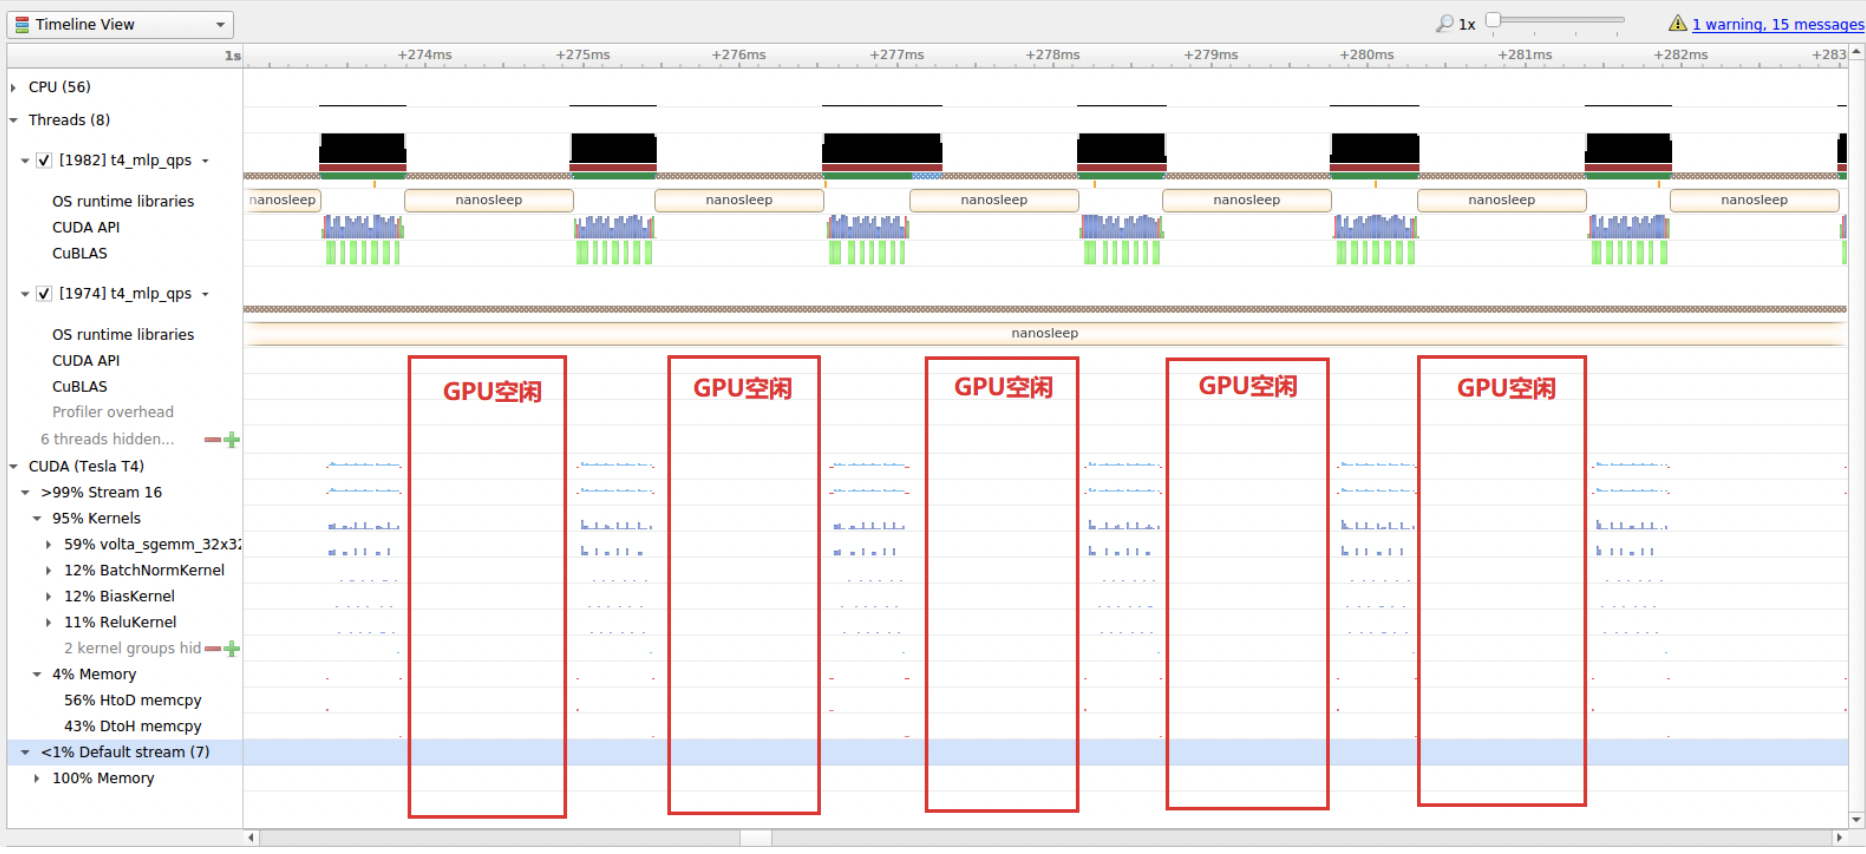 Timeline View
1x
1 warning, 15 messages
1s
+274ms
+275ms
+276ms
+277ms
+278ms
+279ms
+280ms
+281ms
+282ms
+283
CPU (56)
Threads (8)
[1982] t4_mlp_qps
OS runtime libraries
nanosleep
nanosleep
nanosleep
nanosleep
nanosleep
nanosleep
nanosleep
CUDA API
CuBLAS
[1974] t4_mlp_qps
OS runtime libraries
nanosleep
CUDA API
CuBLAS
GPU空闲
GPU空闲
GPU空闲
GPU空闲
GPU空闲
Profiler overhead
6 threads hidden...
CUDA (Tesla T4)
>99% Stream 16
95% Kernels
59% volta_sgemm_32x32
12% BatchNormKernel
12% BiasKernel
11% ReluKernel
2 kernel groups hid
4% Memory
56% HtoD memcpy
43% DtoH memcpy
<1% Default stream (7)
100% Memory